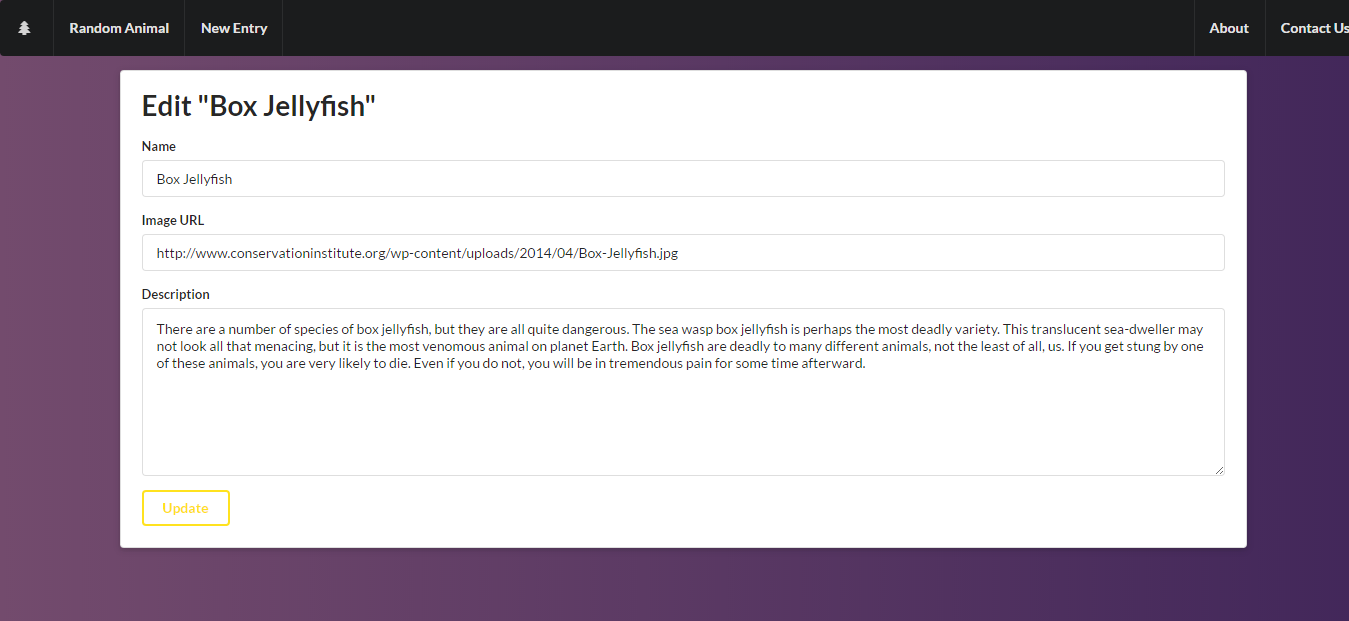 Random Animal
New Entry
About
Contact Us
Edit "Box Jellyfish"
Name
Box Jellyfish
Image URL
http://www.conservationinstitute.org/wp-content/uploads/2014/04/Box-Jellyfish.jpg
Description
There are a number of species of box jellyfish, but they are all quite dangerous. The sea wasp box jellyfish is perhaps the most deadly variety. This translucent sea-dweller may
not look all that menacing, but it is the most venomous animal on planet Earth. Box jellyfish are deadly to many different animals, not the least of all, us. If you get stung by one
of these animals, you are very likely to die. Even if you do not, you will be in tremendous pain for some time afterward.
Update